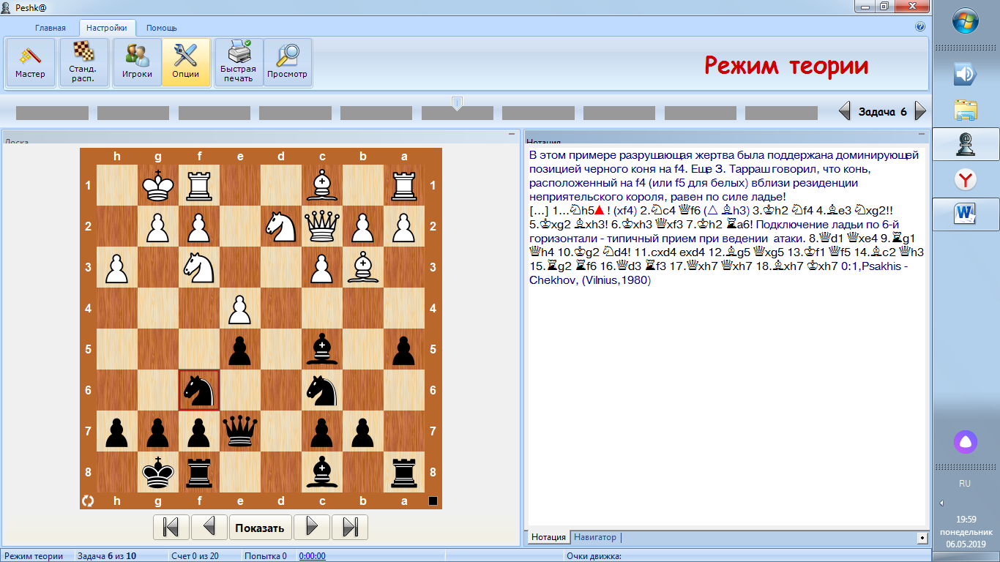 Peshk@
Главная Настройки Помощь
Мастер
Станд. расп.
Игроки
Опции
Быстрая печать
Просмотр
Режим теории
Задача 6
Доска
Нотация
h g f e d c b a
1 1
2 2
3 3
4 4
5 5
6 6
7 7
8 8
h g f e d c b a
Показать
В этом примере разрушающая жертва была поддержана доминирующей
позицией черного коня на f4. Еще З. Тарраш говорил, что конь,
расположенный на f4 (или f5 для белых) вблизи резиденции
неприятельского короля, равен по силе ладье!
[...] 1...♘h5▲! (xf4) 2.♘c4 ♕f6 (△ ♗h3) 3.♔h2 ♘f4 4.♗e3 ♘xg2!!
5.♔xg2 ♗xh3! 6.♔xh3 ♕xf3 7.♔h2 ♜a6! Подключение ладьи по 6-й
горизонтали - типичный прием при ведении атаки. 8.♕d1 ♕xe4 9.♜g1
♕h4 10.♔g2 ♘d4! 11.cxd4 exd4 12.♗g5 ♕xg5 13.♔f1 ♕f5 14.♗c2 ♕h3
15.♜g2 ♜f6 16.♕d3 ♜f3 17.♕xh7 ♕xh7 18.♗xh7 ♔xh7 0:1,Psakhis -
Chekhov, (Vilnius,1980)
Нотация Навигатор
Режим теории Задача 6 из 10 Счет 0 из 20 Попытка 0 0:00:00 Очки движка:
RU
19:59
понедельник
06.05.2019